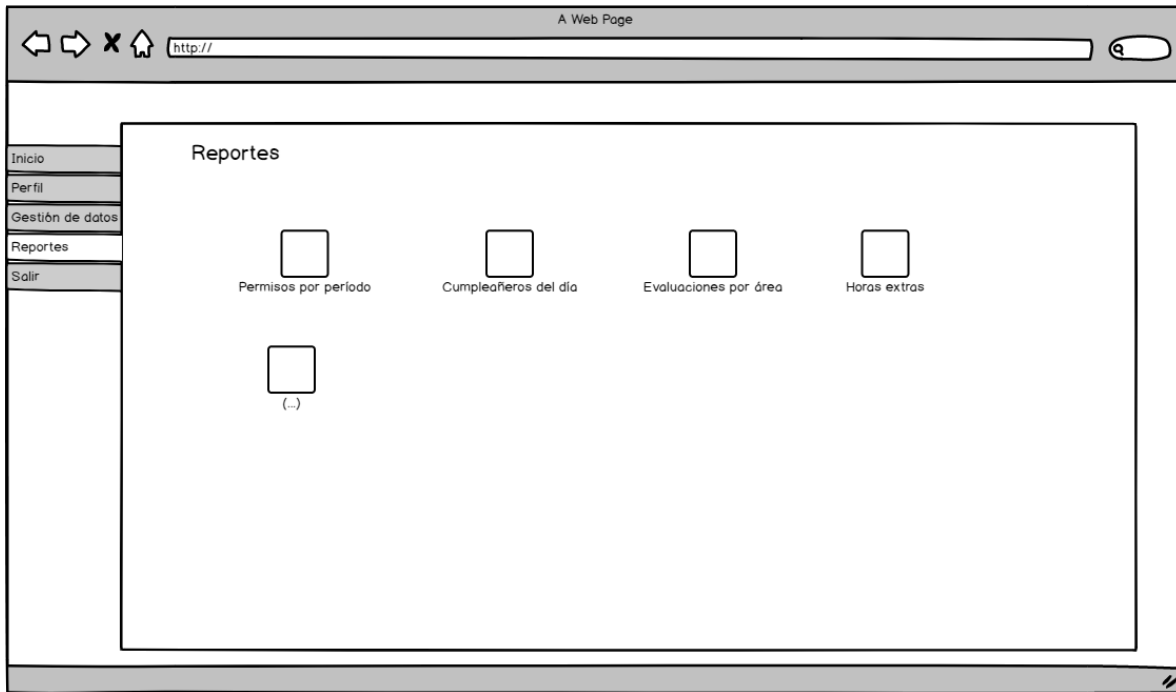 A Web Page
http://
Inicio
Perfil
Gestión de datos
Reportes
Salir
Reportes
Permisos por período
Cumpleañeros del día
Evaluaciones por área
Horas extras
(...)